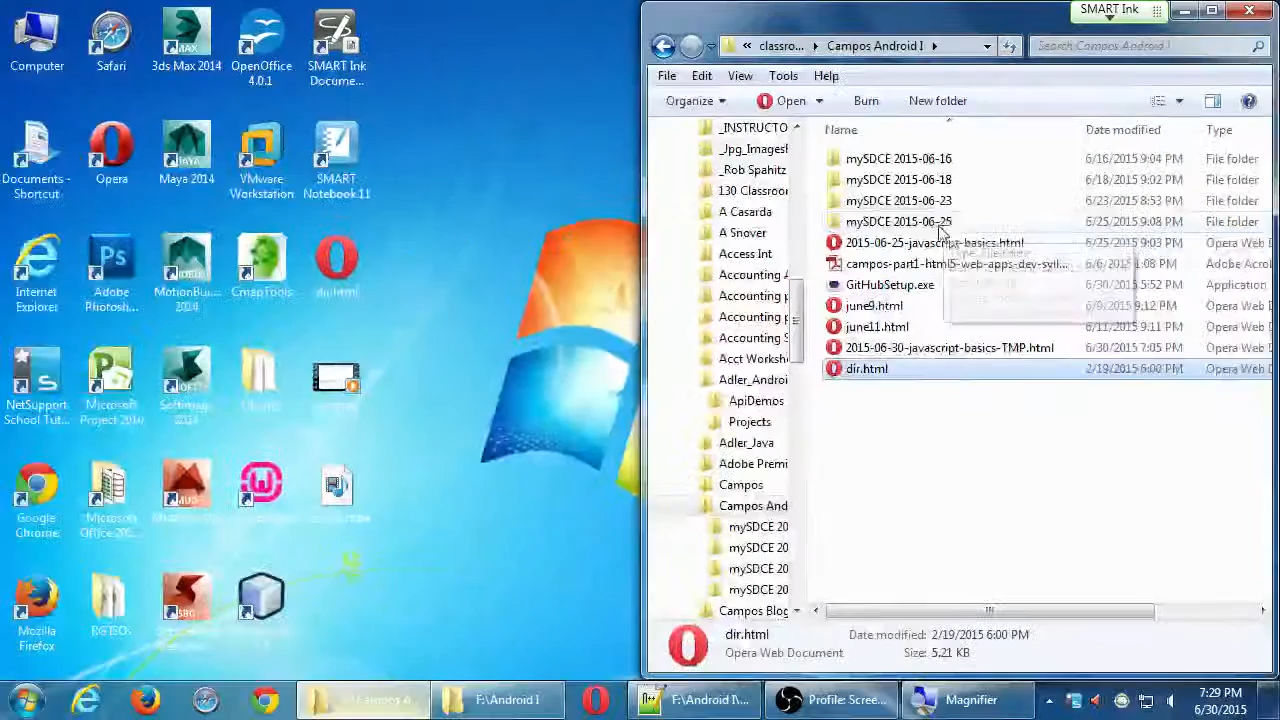 Computer
Safari
3ds Max 2014
OpenOffice
4.0.1
SMART Ink
Docume...
Documents -
Shortcut
Opera
Maya 2014
VMware
Workstation
SMART
Notebook 11
Internet
Explorer
Adobe
Photosh...
MotionBui...
2014
CmapTools
dir.html
NetSupport
School Tut...
Microsoft
Project 2010
Softimage
2014
Google
Chrome
Microsoft
Office 20...
Mozilla
Firefox
SMART Ink
« classro...
Campos Android I
Search Campos Android I
File
Edit
View
Tools
Help
Organize
Open
Burn
New folder
_INSTRUCTO
_Rob Spahitz
130 Classroor
A Casarda
A Snover
Access Int
Accounting A
Accounting p
Accounting p
Accounting S
Acct Worksh
Adler_Androi
ApiDemos
Projects
Adler_Java
Adobe Premi
Campos
Campos And
mySDCE 20
mySDCE 20
mySDCE 20
mySDCE 20
Campos Blog
Name
Date modified
Type
mySDCE 2015-06-16 6/16/2015 9:04 PM File folder
mySDCE 2015-06-18 6/18/2015 9:02 PM File folder
mySDCE 2015-06-23 6/23/2015 8:53 PM File folder
mySDCE 2015-06-25 6/25/2015 9:08 PM File folder
2015-06-25-javascript-basics.html 6/25/2015 9:03 PM Opera Web D
campos-part1-html5-web-apps-dev-syll... 6/6/2015 1:08 PM Adobe Acro
GitHubSetup.exe 6/30/2015 5:52 PM Applicatio
june9.html 6/9/2015 9:12 PM Opera Web D
june11.html 6/11/2015 9:11 PM Opera Web D
2015-06-30-javascript-basics-TMP.html 6/30/2015 7:05 PM Opera Web D
dir.html 2/19/2015 6:00 PM Opera Web D
dir.html
Date modified: 2/19/2015 6:00 PM
Opera Web Document
Size: 5.21 KB
F:\Android I
F:\Android I\...
Profile: Scree...
Magnifier
7:29 PM
6/30/2015